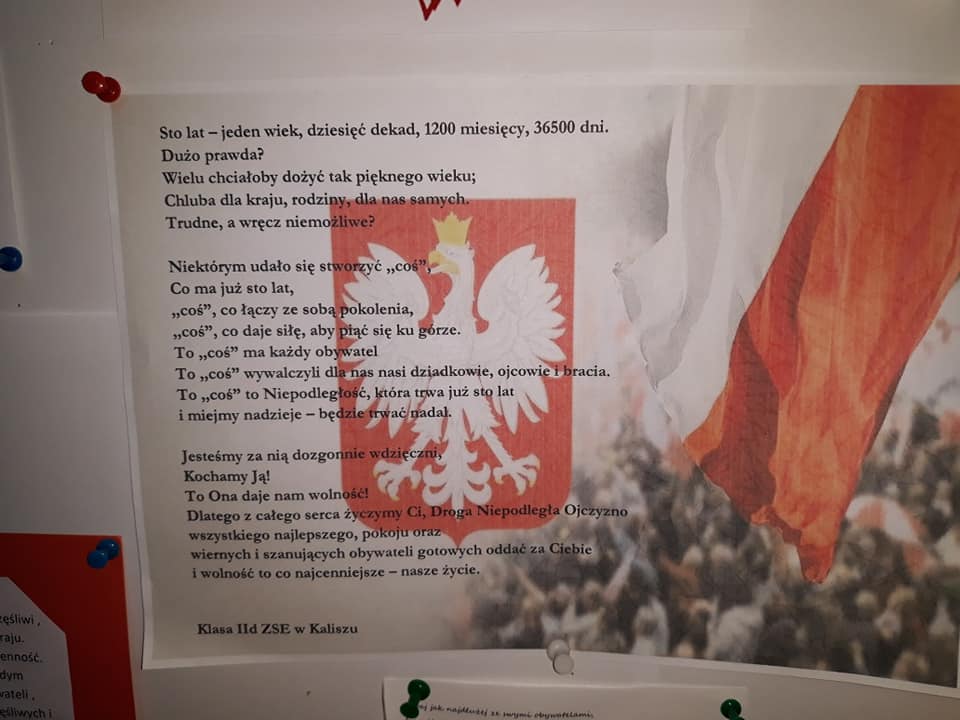 Sto lat – jeden wiek, dziesięć dekad, 1200 miesięcy, 36500 dni.
Dużo prawda?
Wielu chciałoby dożyć tak pięknego wieku;
Chluba dla kraju, rodziny, dla nas samych.
Trudne, a wręcz niemożliwe?
Niektórym udało się stworzyć „coś”,
Co ma już sto lat,
„coś”, co łączy ze sobą pokolenia,
„coś”, co daje siłę, aby piąć się ku górze.
To „coś” ma każdy obywatel
To „coś” wywalczyli dla nas nasi dziadkowie, ojcowie i bracia.
To „coś” to Niepodległość, która trwa już sto lat
i miejmy nadzieje – będzie trwać nadal.
Jesteśmy za nią dozgonnie wdzięczni,
Kochamy Ją!
To Ona daje nam wolność!
Dlatego z całego serca życzymy Ci, Droga Niepodległa Ojczyzno
wszystkiego najlepszego, pokoju oraz
wiernych i szanujących obywateli gotowych oddać za Ciebie
i wolność to co najcenniejsze – nasze życie.
Klasa IId ZSE w Kaliszu
jak najdłużej ze swymi obywatelami.